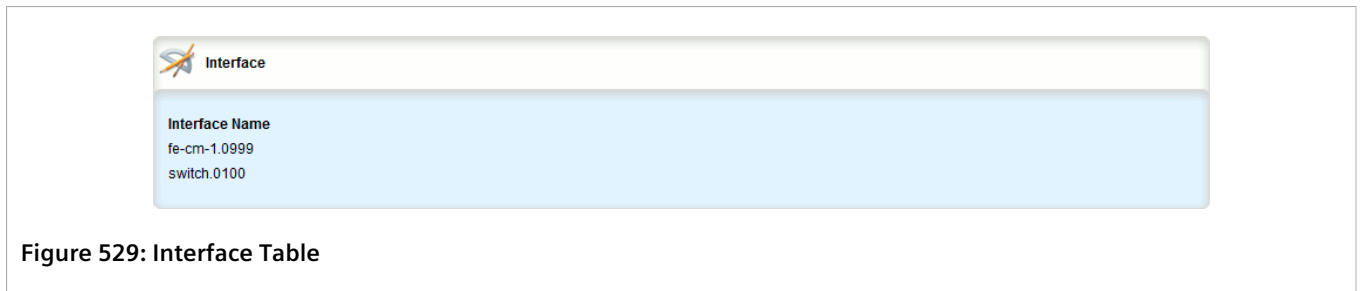 Interface
Interface Name
fe-cm-1.0999
switch.0100
Figure 529: Interface Table